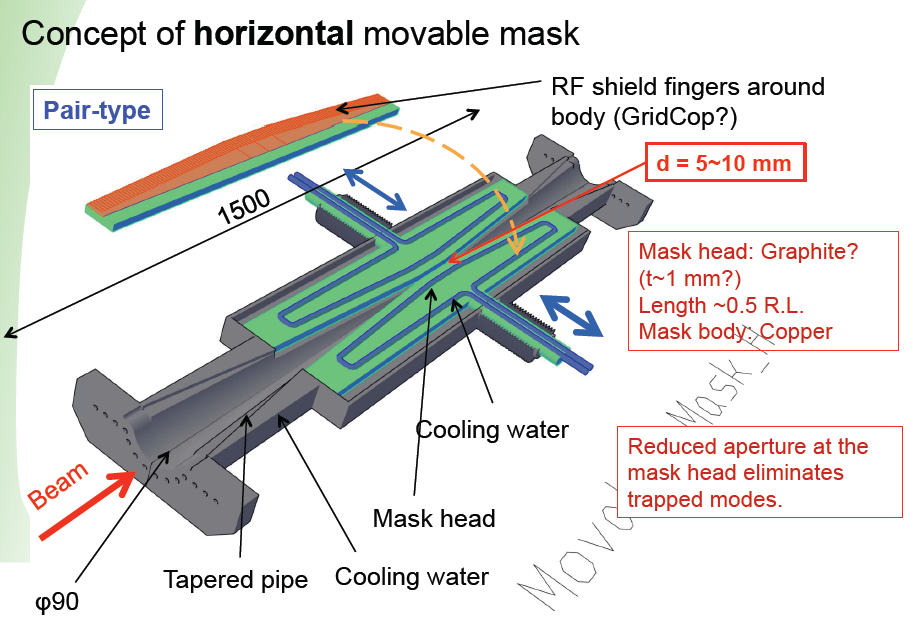 Concept of horizontal movable mask
Pair-type
RF shield fingers around
body (GridCop?)
d = 5~10 mm
1500
Mask head: Graphite?
(t~1 mm?)
Length ~0.5 R.L.
Mask body: Copper
Cooling water
Reduced aperture at the
mask head eliminates
trapped modes.
Beam
Mask head
Tapered pipe
Cooling water
φ90
Mask_